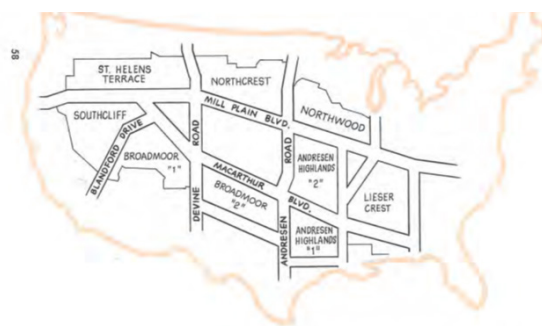 58
ST. HELENS
TERRACE
NORTHCREST
SOUTHCLIFF
MILL PLAIN BLVD.
NORTHWOOD
BLANDFORD DRIVE
BROADMOOR
"1"
DEVINE ROAD
MACARTHUR BLVD.
BROADMOOR
"2"
ANDRESEN ROAD
ANDRESEN
HIGHLANDS
"2"
LIESER
CREST
ANDRESEN
HIGHLANDS
"1"